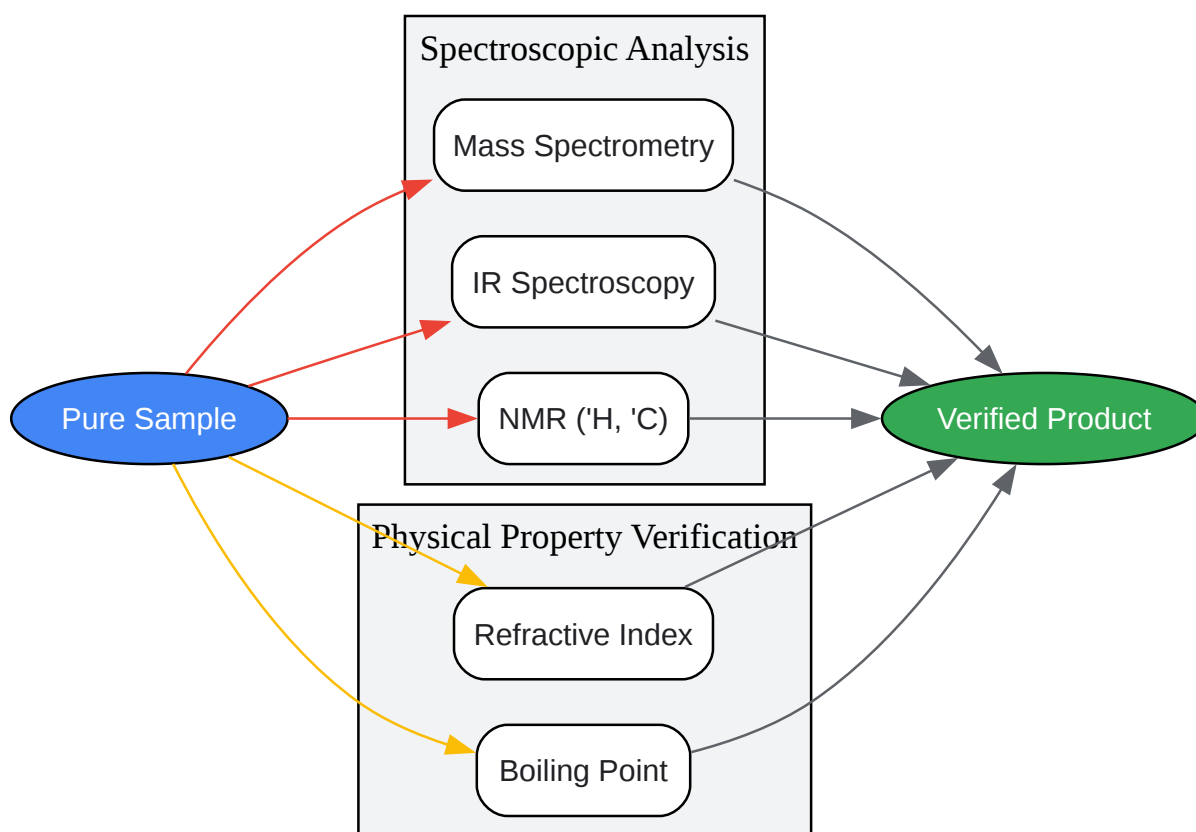 Spectroscopic Analysis
Mass Spectrometry
IR Spectroscopy
NMR ('H, 'C)
Pure Sample
Verified Product
Physical Property Verification
Refractive Index
Boiling Point